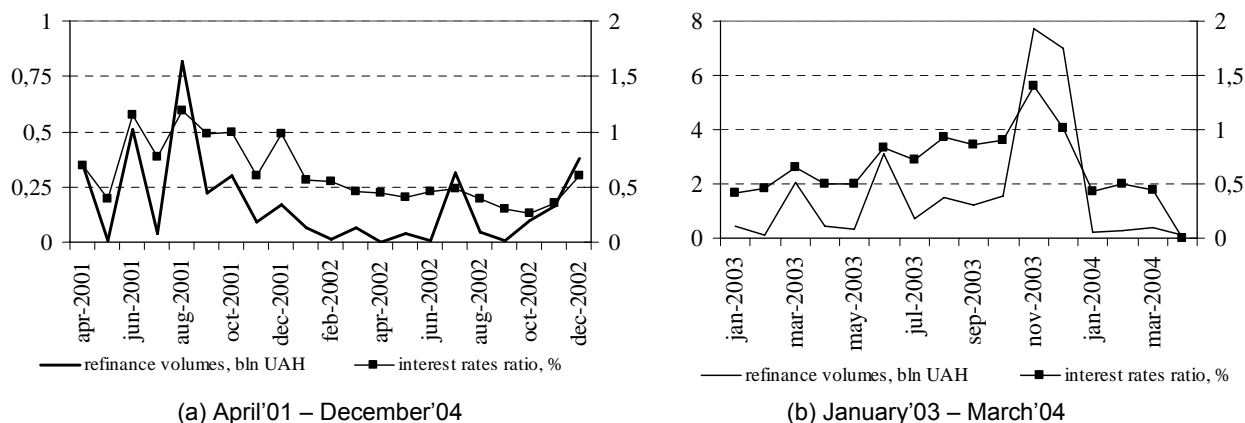 1
0,75
0,5
0,25
0
2
1,5
1
0,5
0
apr-2001
jun-2001
aug-2001
oct-2001
dec-2001
feb-2002
apr-2002
jun-2002
aug-2002
oct-2002
dec-2002
refinance volumes, bln UAH
interest rates ratio, %
(a) April'01 – December'04
8
6
4
2
0
2
1,5
1
0,5
0
jan-2003
mar-2003
may-2003
jul-2003
sep-2003
nov-2003
jan-2004
mar-2004
refinance volumes, bln UAH
interest rates ratio, %
(b) January'03 – March'04